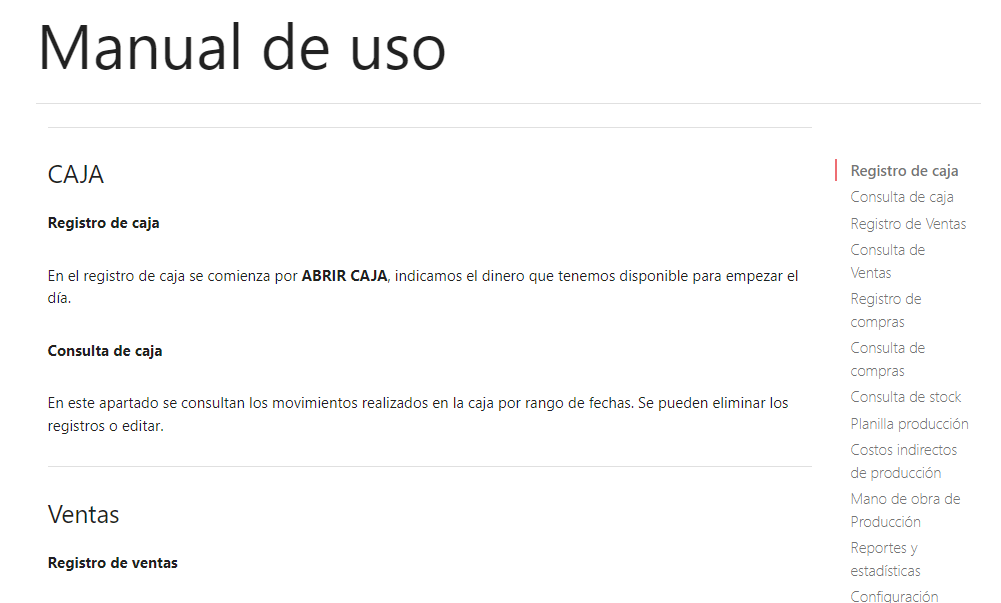 Manual de uso
CAJA
Registro de caja
En el registro de caja se comienza por ABRIR CAJA, indicamos el dinero que tenemos disponible para empezar el
día.
Consulta de caja
En este apartado se consultan los movimientos realizados en la caja por rango de fechas. Se pueden eliminar los
registros o editar.
Ventas
Registro de ventas
Registro de caja
Consulta de caja
Registro de Ventas
Consulta de
Ventas
Registro de
compras
Consulta de
compras
Consulta de stock
Planilla producción
Costos indirectos
de producción
Mano de obra de
Producción
Reportes y
estadísticas
Configuración